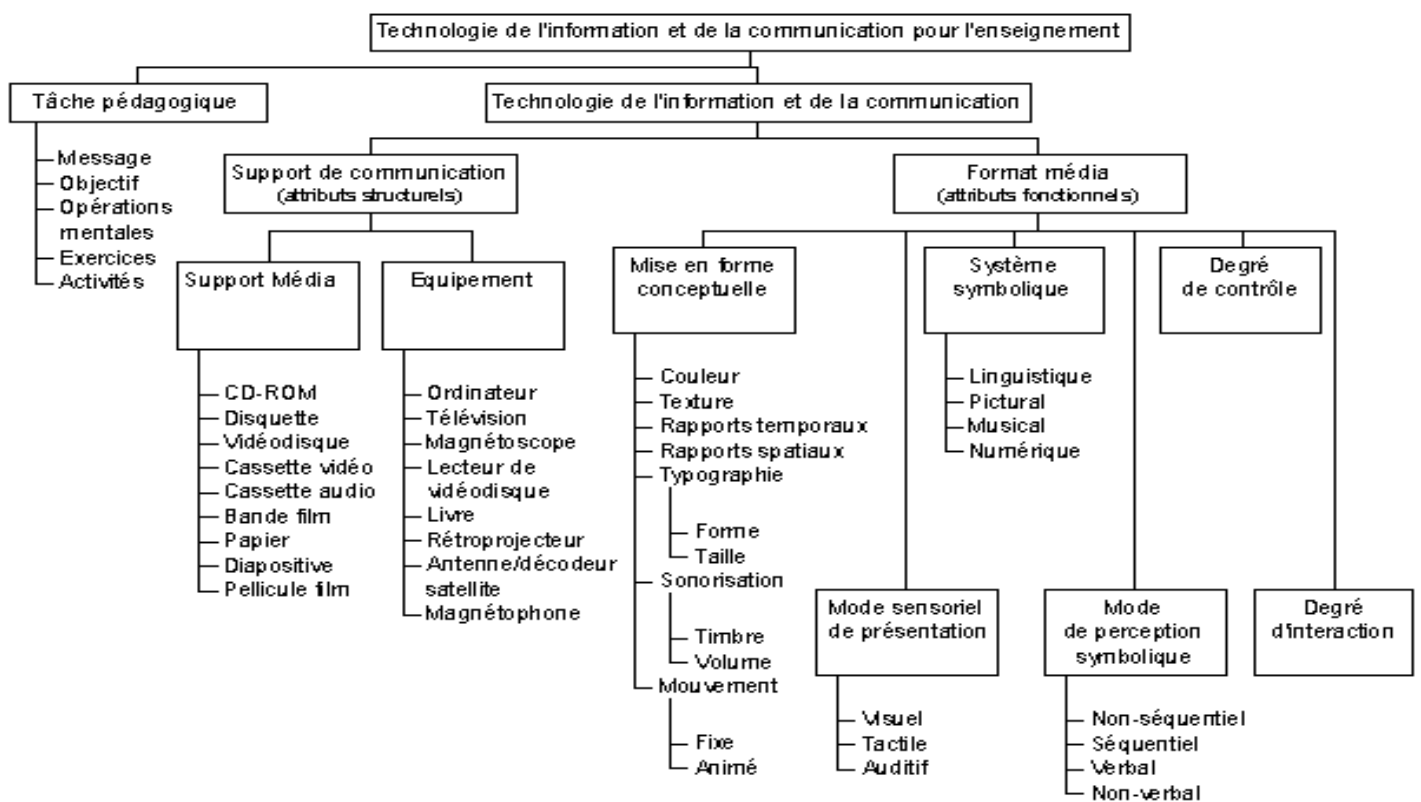 Technologie de l'information et de la communication pour l'enseignement
Tâche pédagogique
Message
Objectif
Opérations
mentales
Exercices
Activités
Technologie de l'information et de la communication
Support de communication
(attributs structurels)
Support Média
CD-ROM
Disquette
Vidéodisque
Cassette vidéo
Cassette audio
Bande film
Papier
Diapositive
Pellicule film
Equipement
Ordinateur
Télévision
Magnétoscope
Lecteur de
vidéodisque
Livre
Rétroprojecteur
Antenne/décodeur
satellite
Magnétophone
Format média
(attributs fonctionnels)
Mise en forme
conceptuelle
Couleur
Texture
Rapports temporaux
Rapports spatiaux
Typographie
Forme
Taille
Sonorisation
Timbre
Volume
Mouvement
Fixe
Animé
Mode sensoriel
de présentation
Visuel
Tactile
Auditif
Système
symbolique
Linguistique
Pictural
Musical
Numérique
Mode
de perception
symbolique
Non-séquentiel
Séquentiel
Verbal
Non-verbal
Degré
de contrôle
Degré
d'interaction